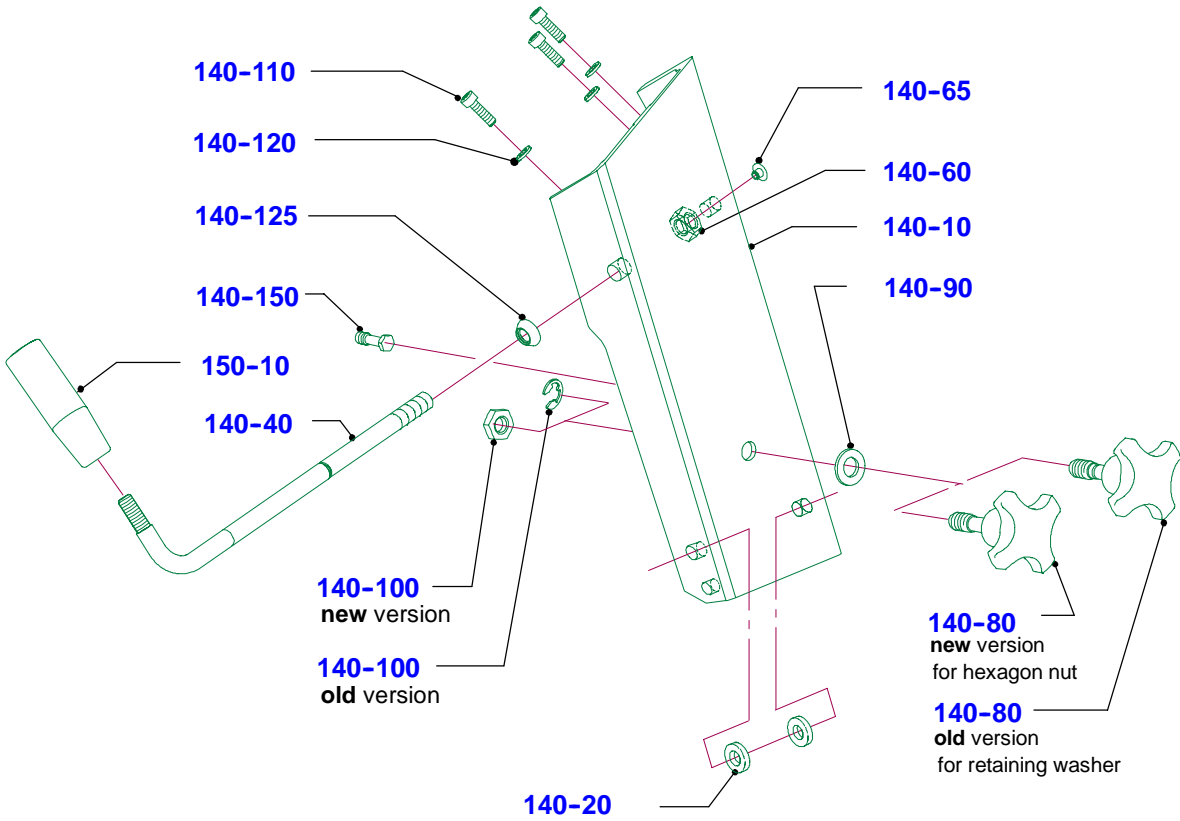 140-110
140-120
140-125
140-150
150-10
140-40
140-100
new version
140-100
old version
140-20
140-65
140-60
140-10
140-90
140-80
new version
for hexagon nut
140-80
old version
for retaining washer